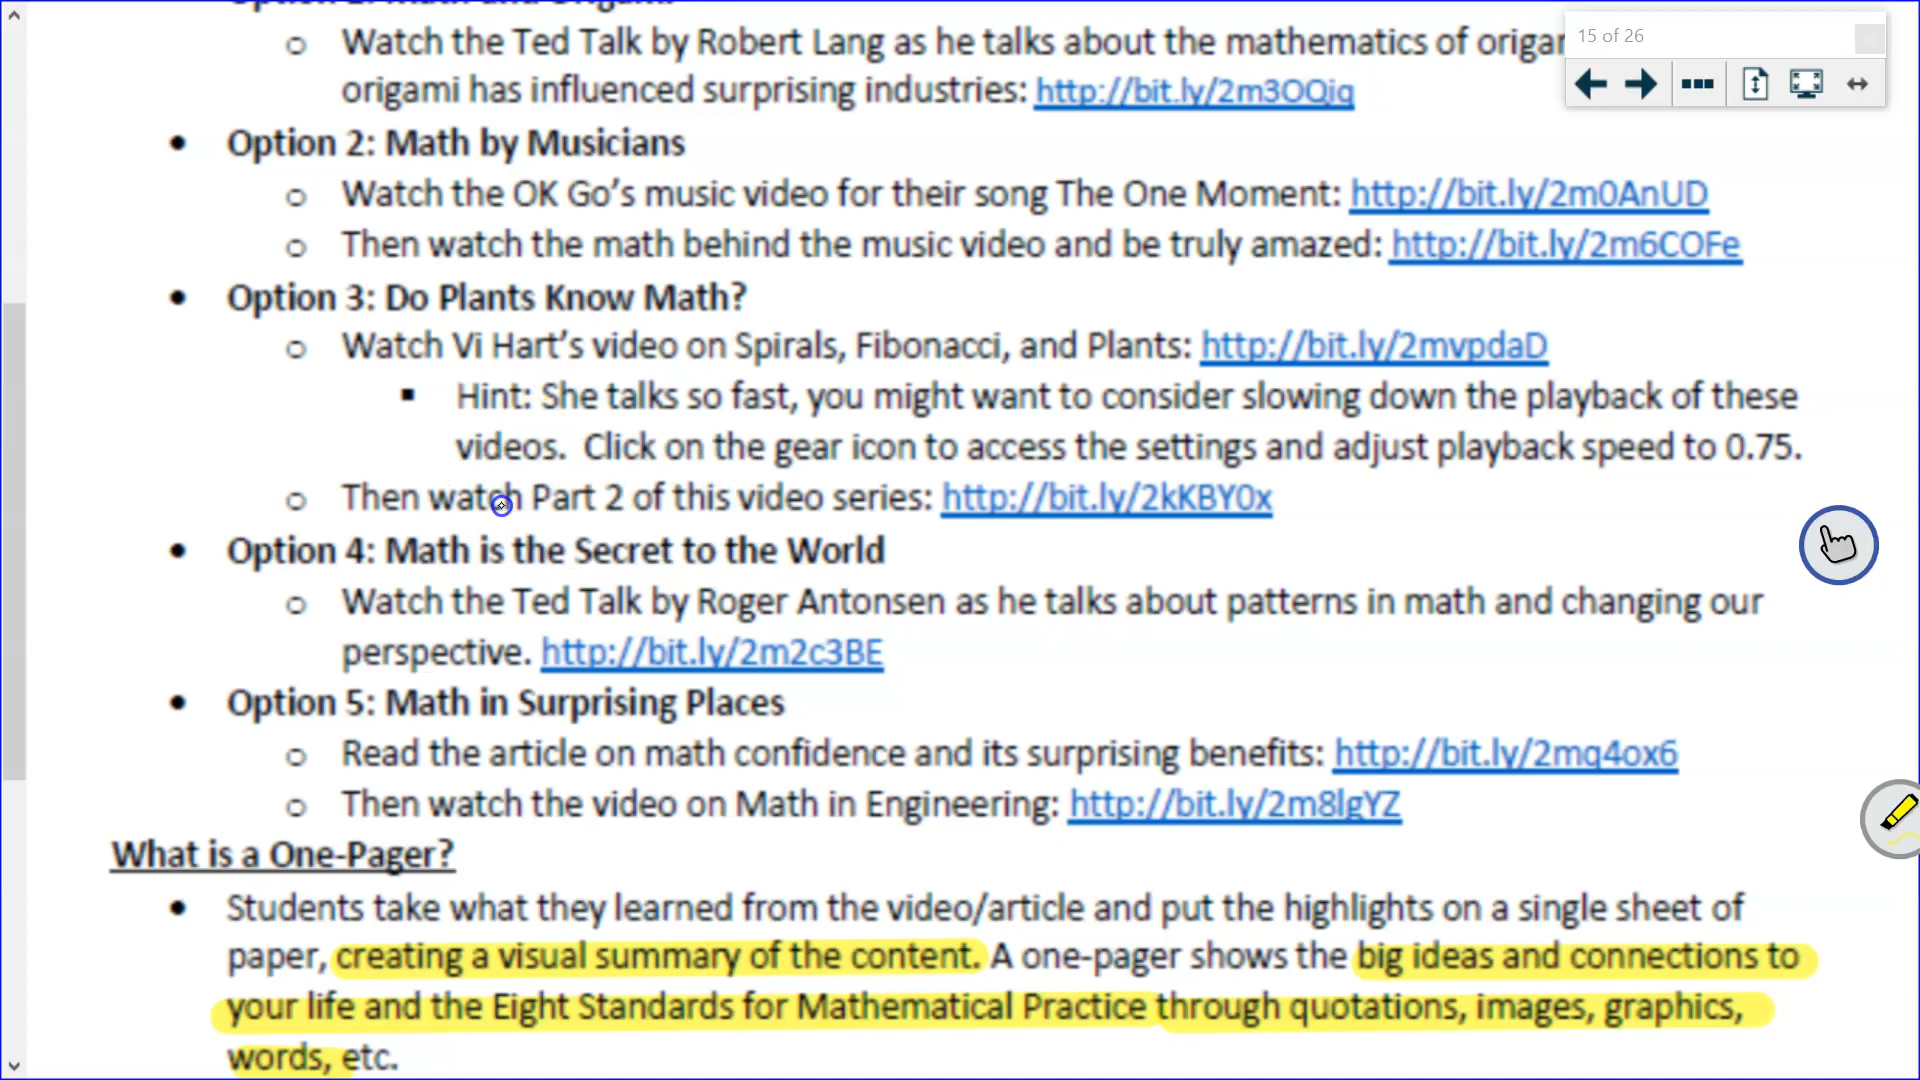 Option 1: Math and Origami
15 of 26
Watch the Ted Talk by Robert Lang as he talks about the mathematics of origam
origami has influenced surprising industries: http://bit.ly/2m3OQjq
Option 2: Math by Musicians
Watch the OK Go’s music video for their song The One Moment: http://bit.ly/2m0AnUD
Then watch the math behind the music video and be truly amazed: http://bit.ly/2m6COFe
Option 3: Do Plants Know Math?
Watch Vi Hart’s video on Spirals, Fibonacci, and Plants: http://bit.ly/2mvpdaD
Hint: She talks so fast, you might want to consider slowing down the playback of these
videos. Click on the gear icon to access the settings and adjust playback speed to 0.75.
Then watch Part 2 of this video series: http://bit.ly/2kKBY0x
Option 4: Math is the Secret to the World
Watch the Ted Talk by Roger Antonsen as he talks about patterns in math and changing our
perspective. http://bit.ly/2m2c3BE
Option 5: Math in Surprising Places
Read the article on math confidence and its surprising benefits: http://bit.ly/2mq4ox6
Then watch the video on Math in Engineering: http://bit.ly/2m8lgYZ
What is a One-Pager?
Students take what they learned from the video/article and put the highlights on a single sheet of
paper, creating a visual summary of the content. A one-pager shows the big ideas and connections to
your life and the Eight Standards for Mathematical Practice through quotations, images, graphics,
words, etc.